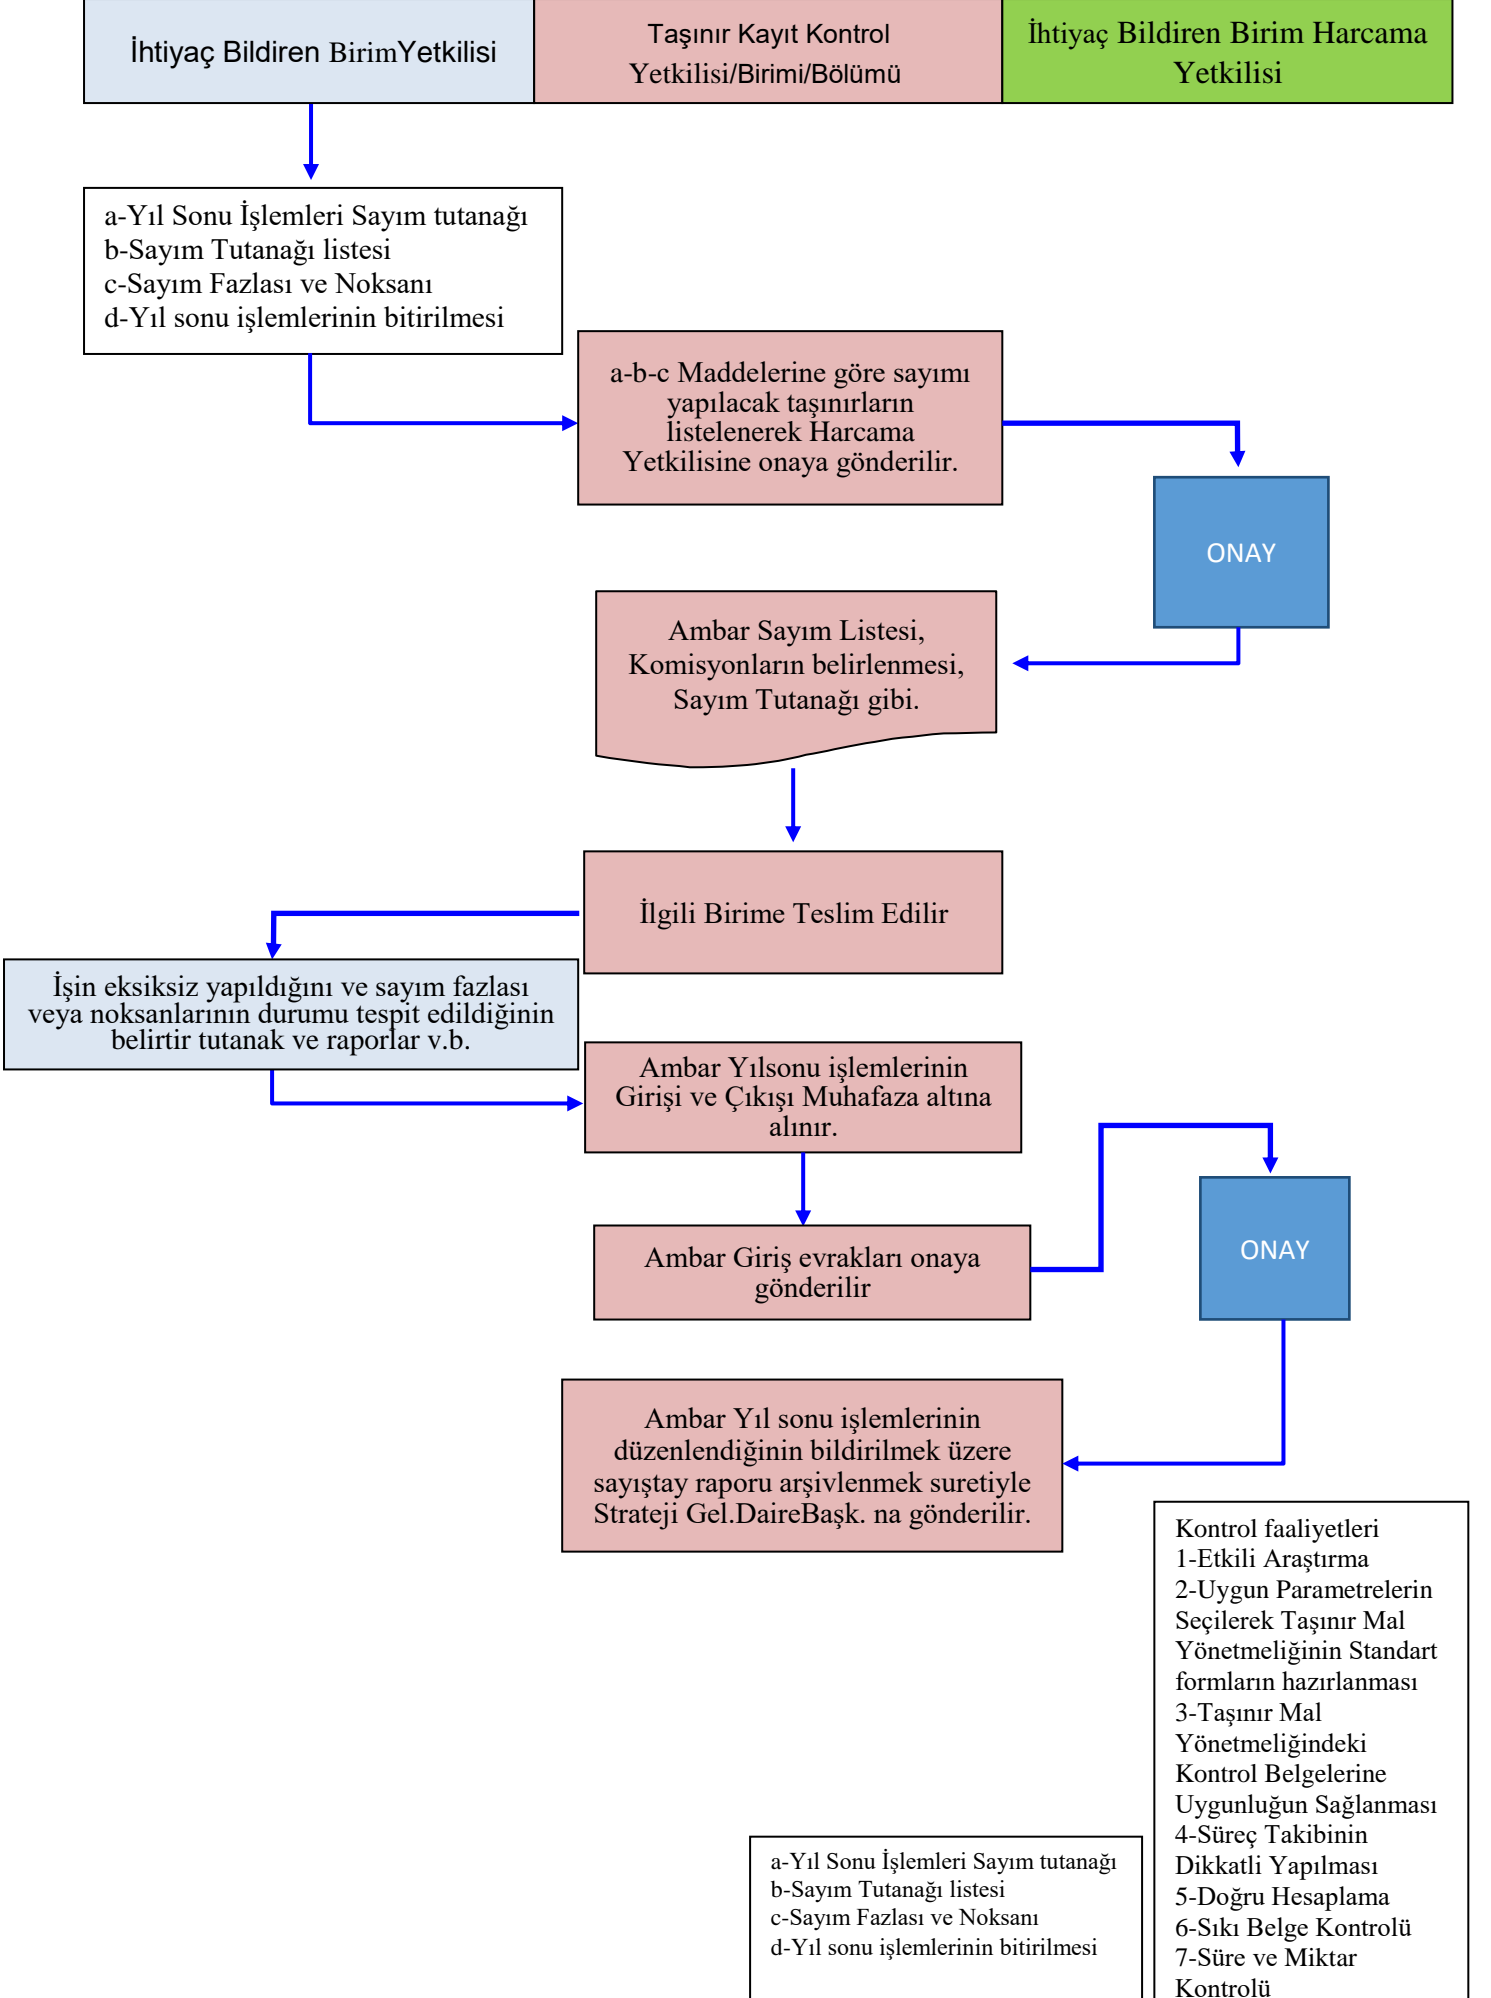 İhtiyaç Bildiren BirimYetkilisi
Taşınır Kayıt Kontrol
Yetkilisi/Birimi/Bölümü
İhtiyaç Bildiren Birim Harcama
Yetkilisi
a-Yıl Sonu İşlemleri Sayım tutanağı
b-Sayım Tutanağı listesi
c-Sayım Fazlası ve Noksanı
d-Yıl sonu işlemlerinin bitirilmesi
a-b-c Maddelerine göre sayımı
yapılacak taşınırların
listelenerek Harcama
Yetkilisine onaya gönderilir.
ONAY
Ambar Sayım Listesi,
Komisyonların belirlenmesi,
Sayım Tutanağı gibi.
İlgili Birime Teslim Edilir
İşin eksiksiz yapıldığını ve sayım fazlası
veya noksanlarının durumu tespit edildiğinin
belirtir tutanak ve raporlar v.b.
Ambar Yılsonu işlemlerinin
Girişi ve Çıkışı Muhafaza altına
alınır.
Ambar Giriş evrakları onaya
gönderilir
ONAY
Ambar Yıl sonu işlemlerinin
düzenlendiğinin bildirilmek üzere
sayıştay raporu arşivlenmek suretiyle
Strateji Gel.DaireBaşk. na gönderilir.
Kontrol faaliyetleri
1-Etkili Araştırma
2-Uygun Parametrelerin
Seçilerek Taşınır Mal
Yönetmeliğinin Standart
formların hazırlanması
3-Taşınır Mal
Yönetmeliğindeki
Kontrol Belgelerine
Uygunluğun Sağlanması
4-Süreç Takibinin
Dikkatli Yapılması
5-Doğru Hesaplama
6-Sıkı Belge Kontrolü
7-Süre ve Miktar
Kontrolü
a-Yıl Sonu İşlemleri Sayım tutanağı
b-Sayım Tutanağı listesi
c-Sayım Fazlası ve Noksanı
d-Yıl sonu işlemlerinin bitirilmesi